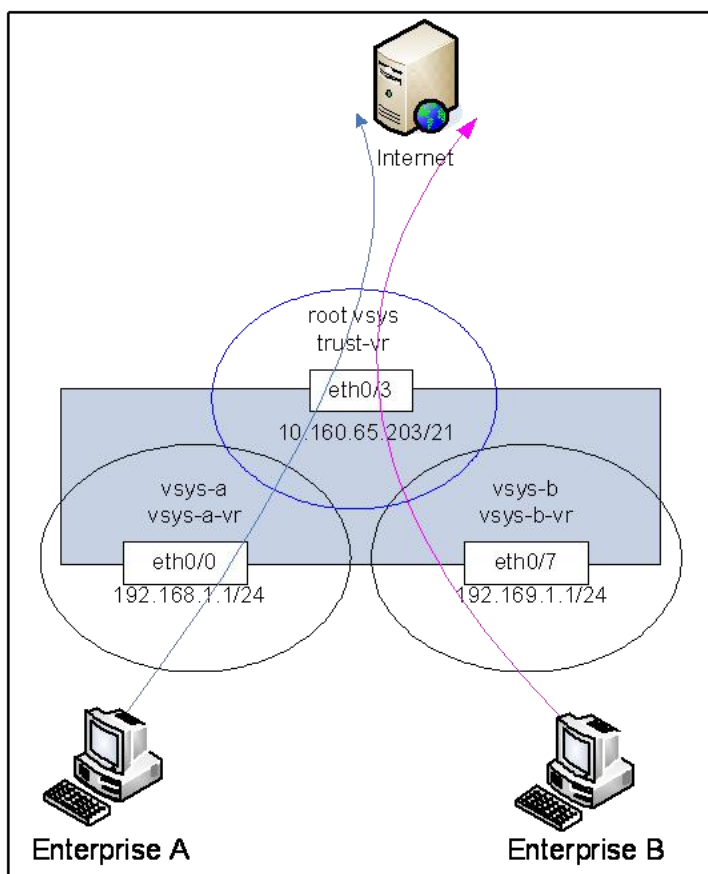 Internet
root vsys
trust-vr
eth0/3
10.160.65.203/21
vsys-a
vsys-a-vr
eth0/0
192.168.1.1/24
vsys-b
vsys-b-vr
eth0/7
192.169.1.1/24
Enterprise A
Enterprise B